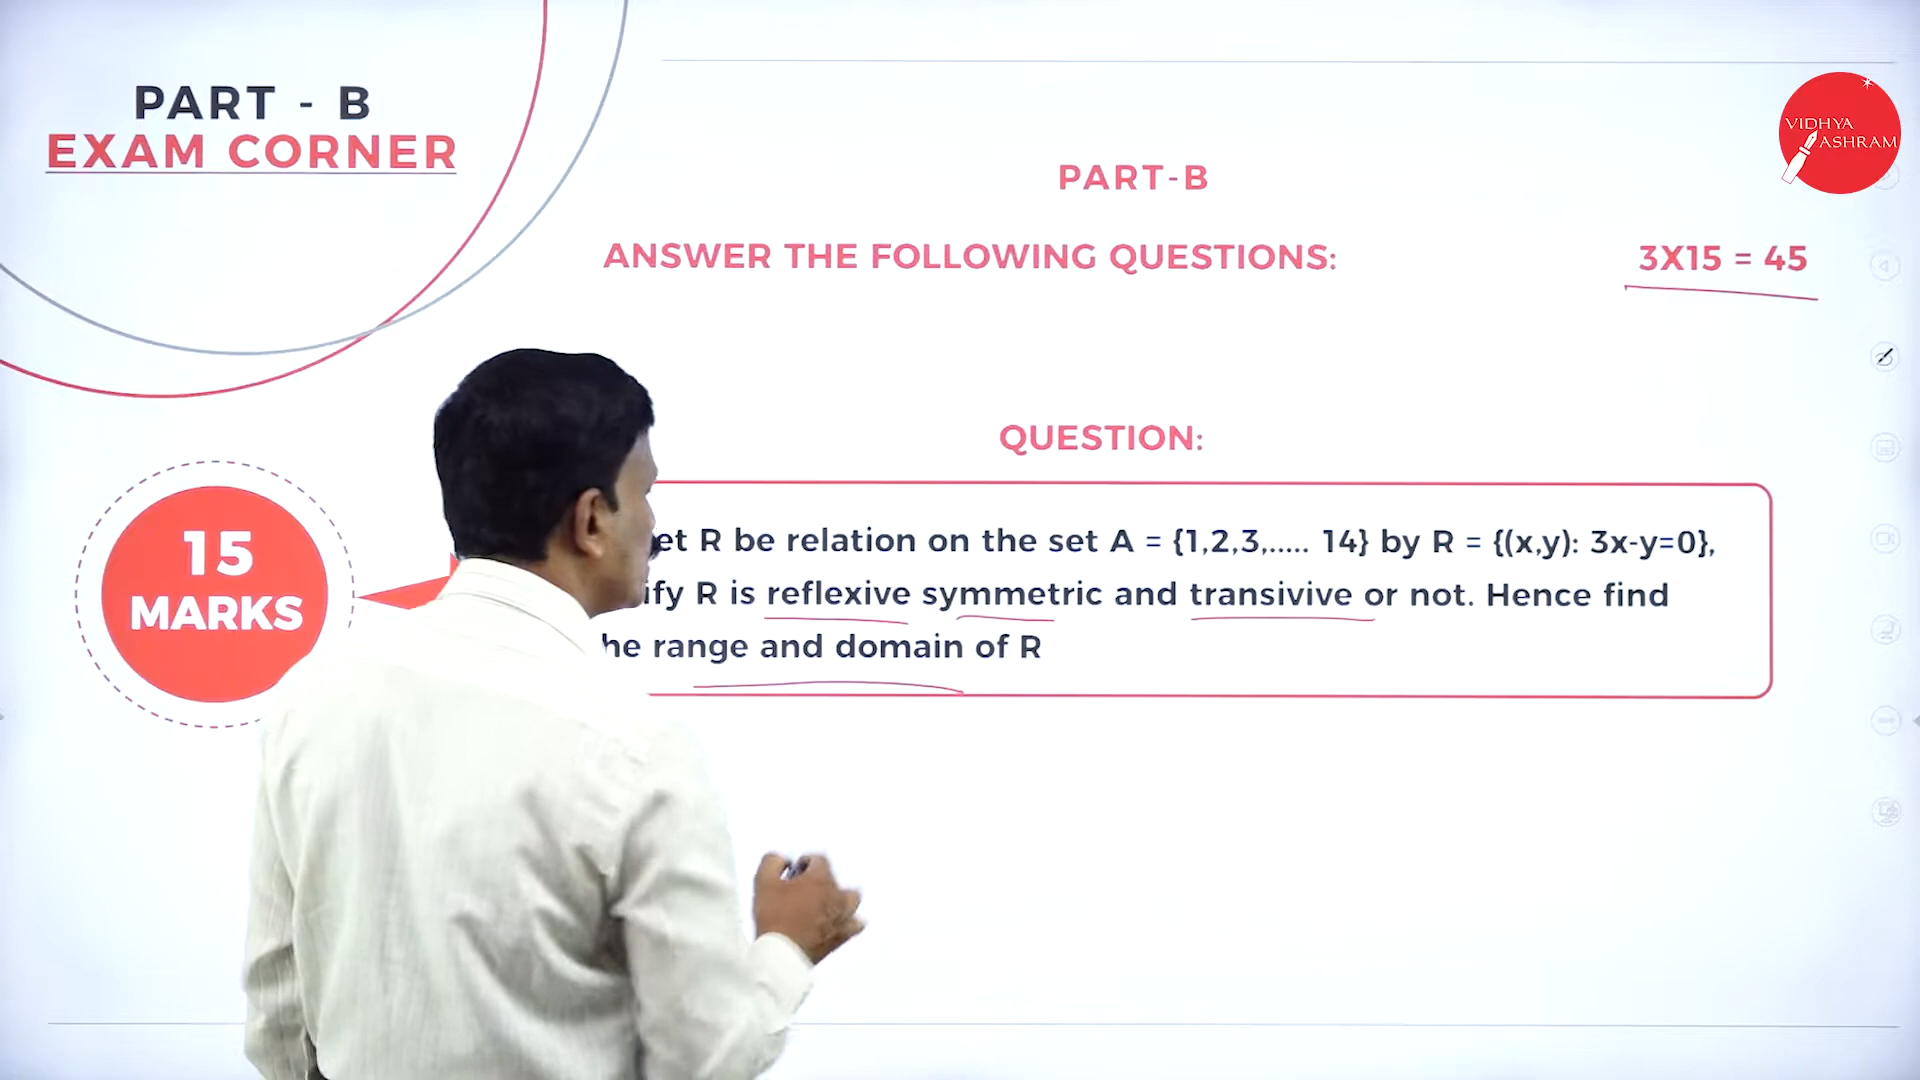 PART - B
EXAM CORNER
VIDHYA
ASHRAM
PART-B
ANSWER THE FOLLOWING QUESTIONS:
3X15 = 45
QUESTION:
15
MARKS
et R be relation on the set A = {1,2,3,..... 14} by R = {(x,y): 3x-y=0},
ify R is reflexive symmetric and transivive or not. Hence find
he range and domain of R